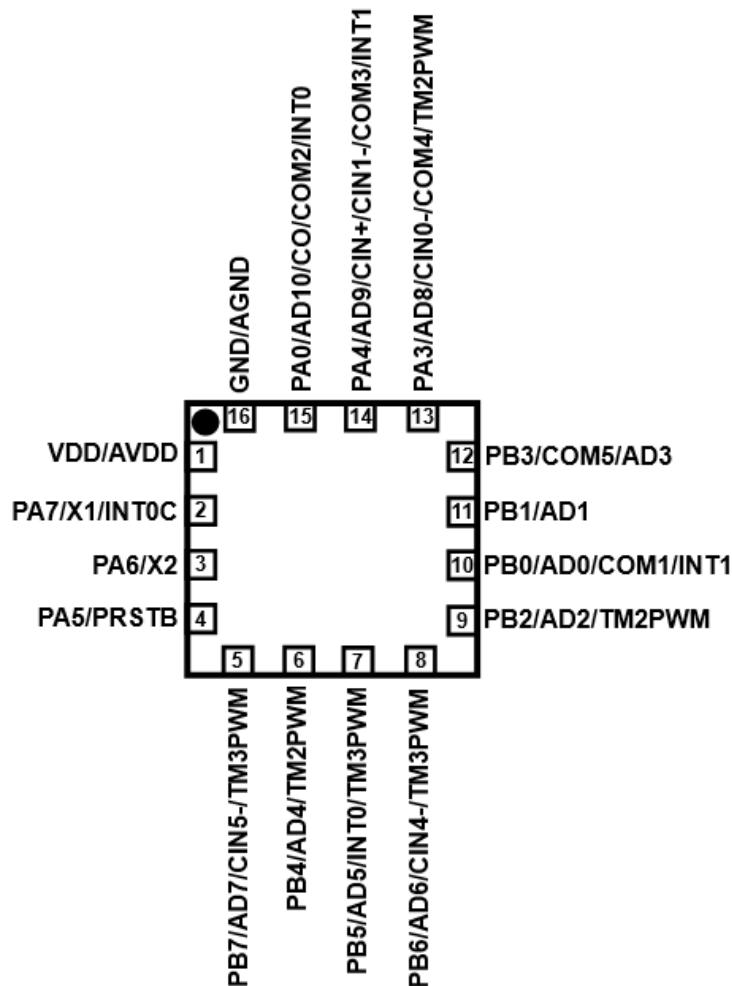 GND/AGND
PA0/AD10/CO/COM2/INT0
PA4/AD9/CIN+/CIN1-/COM3/INT1
PA3/AD8/CIN0-/COM4/TM2PWM
16
15
14
13
VDD/AVDD
1
12
PB3/COM5/AD3
PA7/X1/INT0C
2
11
PB1/AD1
PA6/X2
3
10
PB0/AD0/COM1/INT1
PA5/PRSTB
4
9
PB2/AD2/TM2PWM
5
6
7
8
PB7/AD7/CIN5-/TM3PWM
PB4/AD4/TM2PWM
PB5/AD5/INT0/TM3PWM
PB6/AD6/CIN4-/TM3PWM